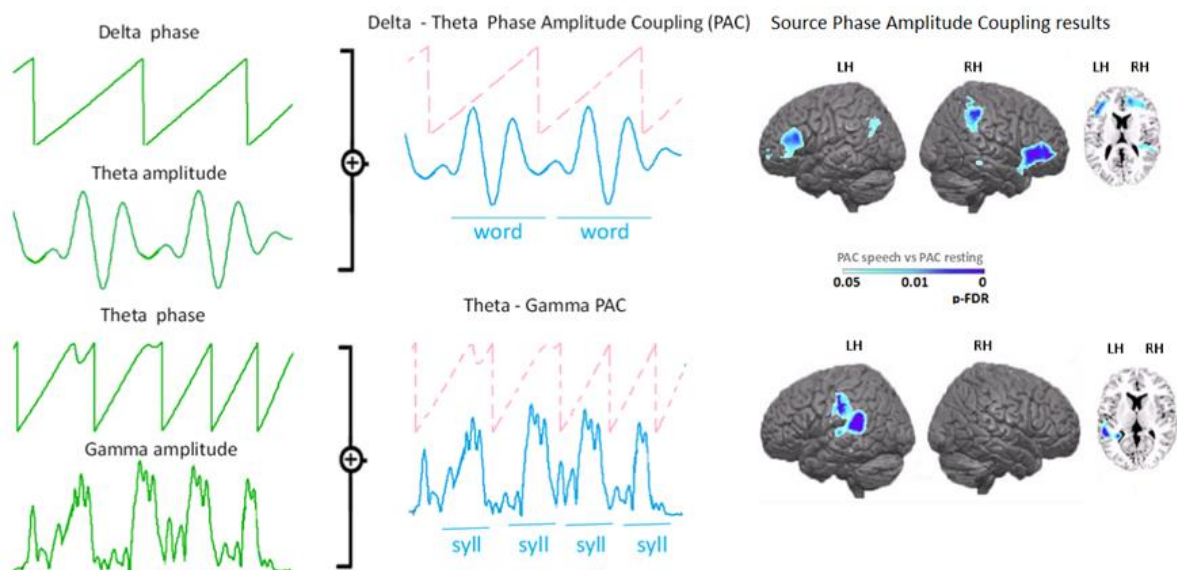 Delta phase
Theta amplitude
Theta phase
Gamma amplitude
Delta - Theta Phase Amplitude Coupling (PAC)
word word
Theta - Gamma PAC
syll syll syll syll
Source Phase Amplitude Coupling results
LH RH LH RH
PAC speech vs PAC resting
0.05 0.01 0
p-FDR
LH RH LH RH